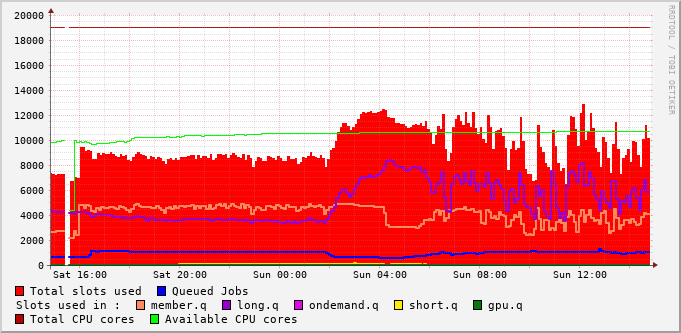 20000
18000
16000
14000
12000
10000
8000
6000
4000
2000
0
Sat 16:00 Sat 20:00 Sun 00:00 Sun 04:00 Sun 08:00 Sun 12:00
Total slots used Queued Jobs
Slots used in : member.q long.q ondemand.q short.q gpu.q
Total CPU cores Available CPU cores
RRDTOOL / TOBI OETIKER